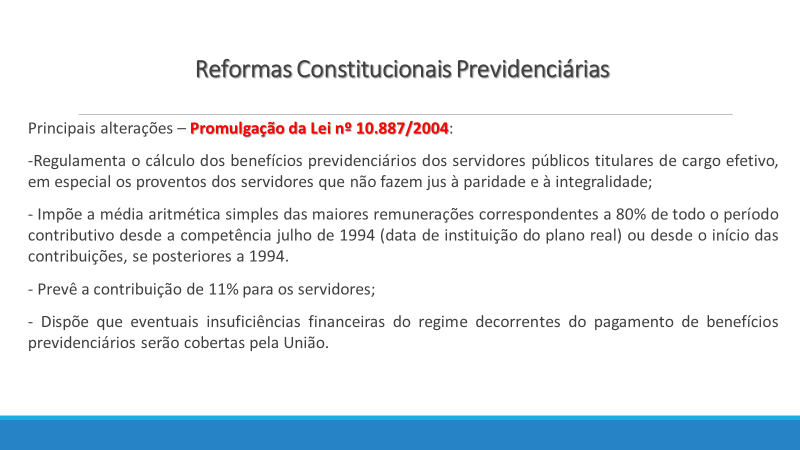 Reformas Constitucionais Previdenciárias
Principais alterações – Promulgação da Lei nº 10.887/2004:
-Regulamenta o cálculo dos benefícios previdenciários dos servidores públicos titulares de cargo efetivo,
em especial os proventos dos servidores que não fazem jus à paridade e à integralidade;
- Impõe a média aritmética simples das maiores remunerações correspondentes a 80% de todo o período
contributivo desde a competência julho de 1994 (data de instituição do plano real) ou desde o início das
contribuições, se posteriores a 1994.
- Prevê a contribuição de 11% para os servidores;
- Dispõe que eventuais insuficiências financeiras do regime decorrentes do pagamento de benefícios
previdenciários serão cobertas pela União.